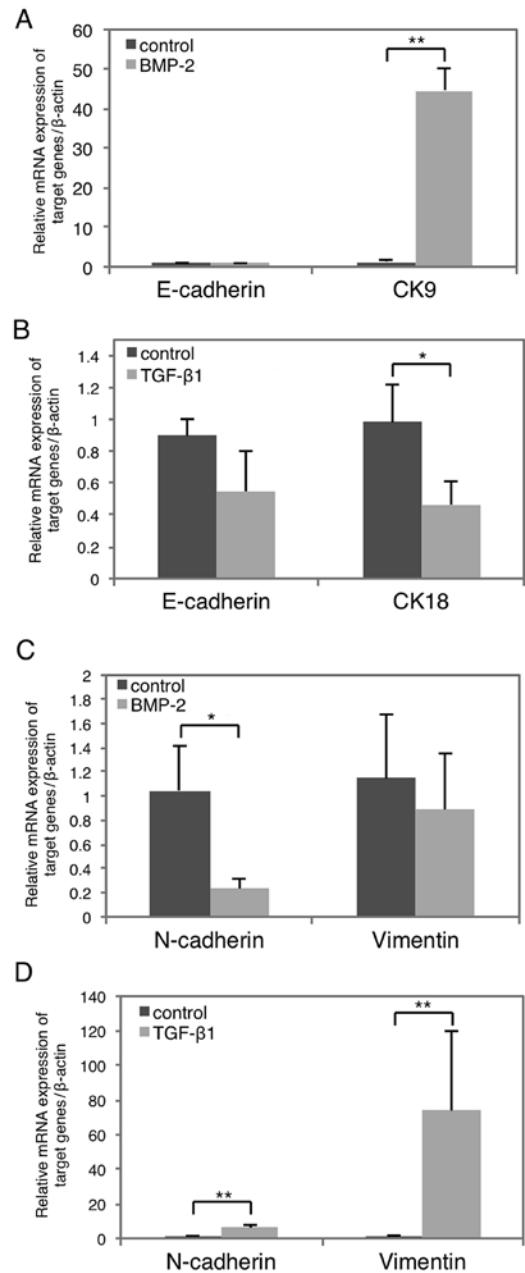 A
Relative mRNA expression of
target genes/β-actin
60
50
40
30
20
10
0
control
BMP-2
**
E-cadherin CK9
B
Relative mRNA expression of
target genes/β-actin
1.4
1.2
1
0.8
0.6
0.4
0.2
0
control
TGF-β1
*
E-cadherin CK18
C
Relative mRNA expression of
target genes/β-actin
2
1.8
1.6
1.4
1.2
1
0.8
0.6
0.4
0.2
0
control
BMP-2
*
N-cadherin Vimentin
D
Relative mRNA expression of
target genes/β-actin
140
120
100
80
60
40
20
0
control
TGF-β1
**
**
N-cadherin Vimentin